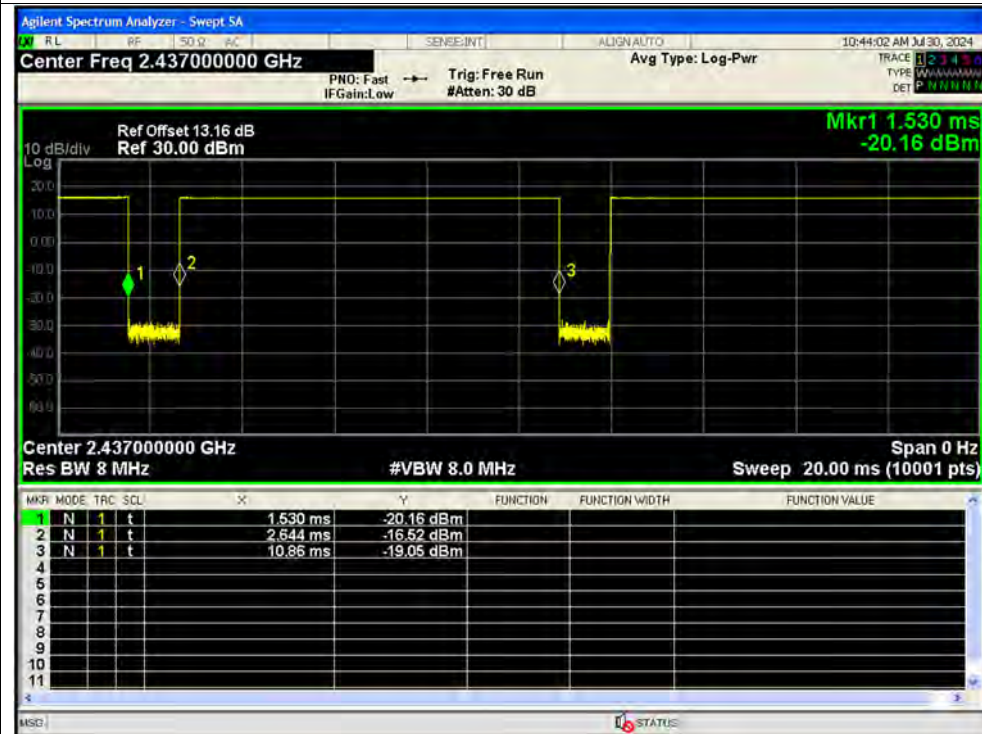 Agilent Spectrum Analyzer - Swept SA
RL RF 50 Ω AC SENSE:INT ALIGN AUTO 10:44:02 AM Jul 30, 2024
Center Freq 2.437000000 GHz
PNO: Fast
IFGain:Low
Trig: Free Run
#Atten: 30 dB
Avg Type: Log-Pwr
TRACE 1 2 3 4 5 6
TYPE
DET P N N N N N
Mkr1 1.530 ms
-20.16 dBm
Ref Offset 13.16 dB
10 dB/div Ref 30.00 dBm
Log
20.0
10.0
0.00
-10.0
-20.0
-30.0
-40.0
-50.0
-60.0
1
2
3
Center 2.437000000 GHz Span 0 Hz
Res BW 8 MHz #VBW 8.0 MHz Sweep 20.00 ms (10001 pts)
MKR MODE TRC SCL X Y FUNCTION FUNCTION WIDTH FUNCTION VALUE
1 N 1 t 1.530 ms -20.16 dBm
2 N 1 t 2.644 ms -16.52 dBm
3 N 1 t 10.86 ms -19.05 dBm
4
5
6
7
8
9
10
11
MSG STATUS